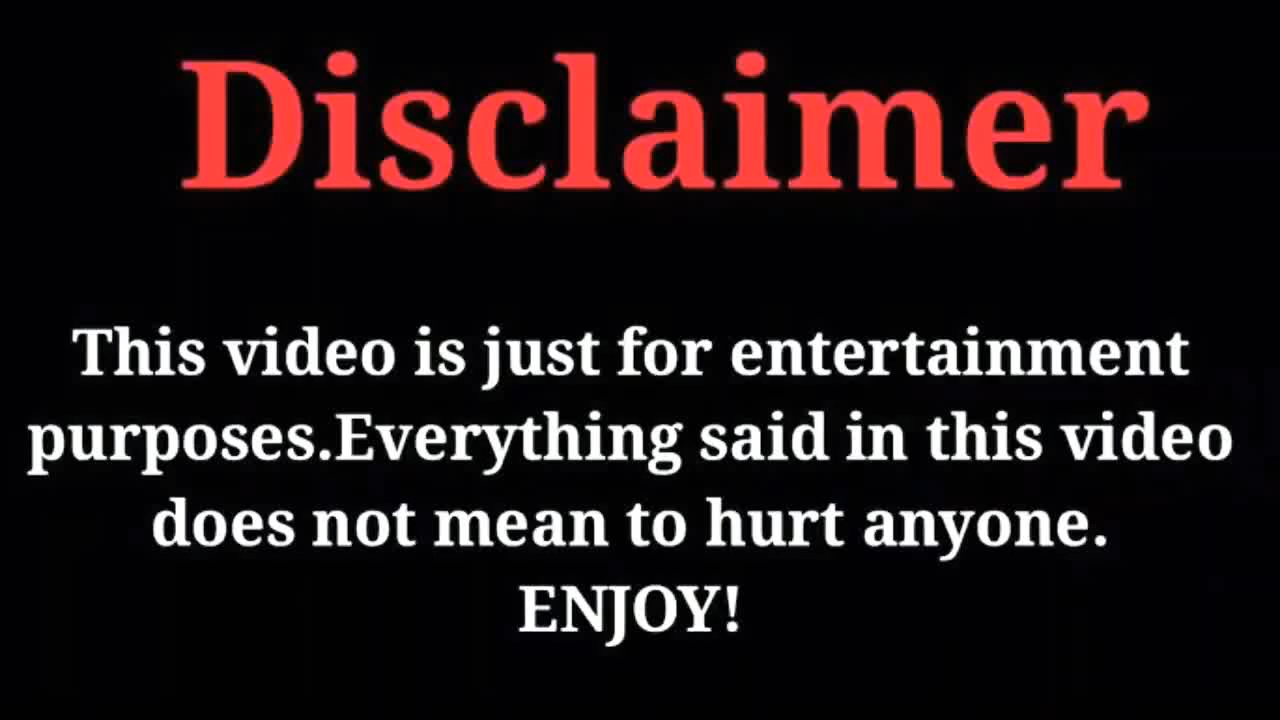 Disclaimer
This video is just for entertainment
purposes.Everything said in this video
does not mean to hurt anyone.
ENJOY!